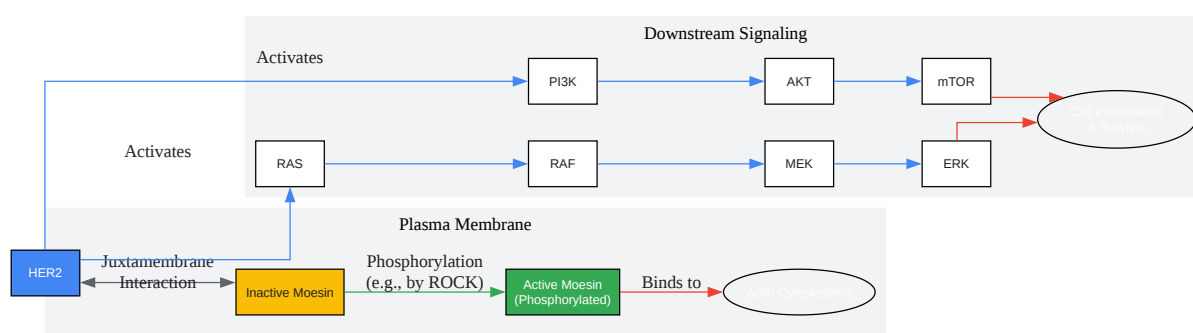 Downstream Signaling
Activates
PI3K
AKT
mTOR
Cell Proliferation
& Survival
Activates
RAS
RAF
MEK
ERK
Plasma Membrane
HER2
Juxtamembrane
Interaction
Inactive Moesin
Phosphorylation
(e.g., by ROCK)
Active Moesin
(Phosphorylated)
Binds to
Actin Cytoskeleton